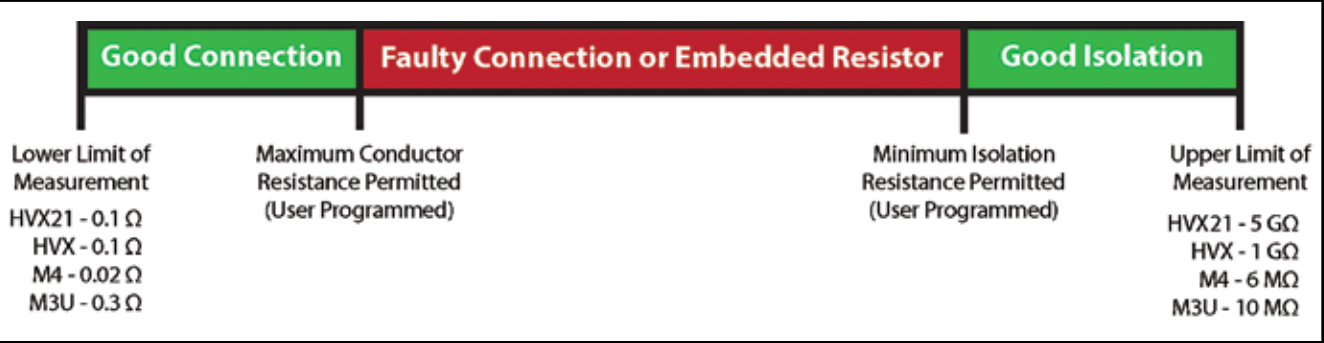 Good Connection
Faulty Connection or Embedded Resistor
Good Isolation
Lower Limit of
Measurement
HVX21 - 0.1 Ω
HVX - 0.1 Ω
M4 - 0.02 Ω
M3U - 0.3 Ω
Maximum Conductor
Resistance Permitted
(User Programmed)
Minimum Isolation
Resistance Permitted
(User Programmed)
Upper Limit of
Measurement
HVX21 - 5 GΩ
HVX - 1 GΩ
M4 - 6 MΩ
M3U - 10 MΩ